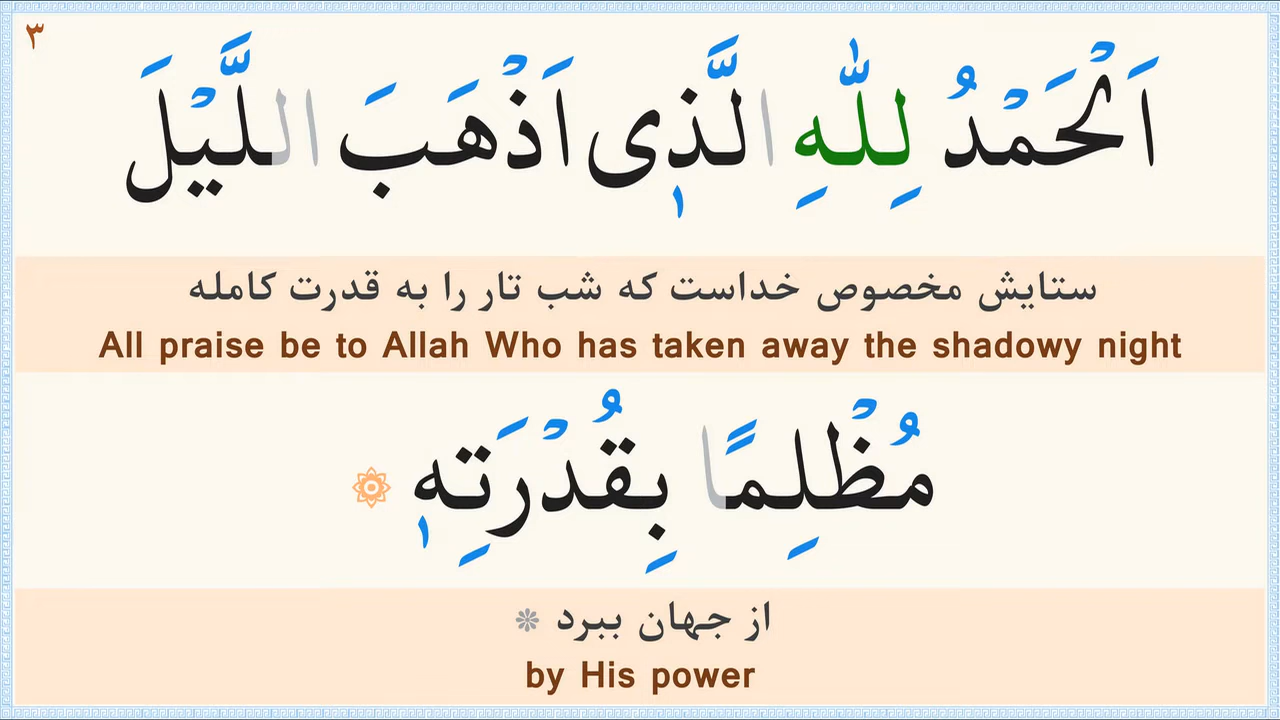 ۳
اَلْحَمْدُ لِلّٰهِ الَّذٖى اَذْهَبَ اللَّيْلَ
ستایش مخصوص خداست که شب تار را به قدرت کامله
All praise be to Allah Who has taken away the shadowy night
مُظْلِمًا بِقُدْرَتِهٖ
از جهان ببرد
by His power